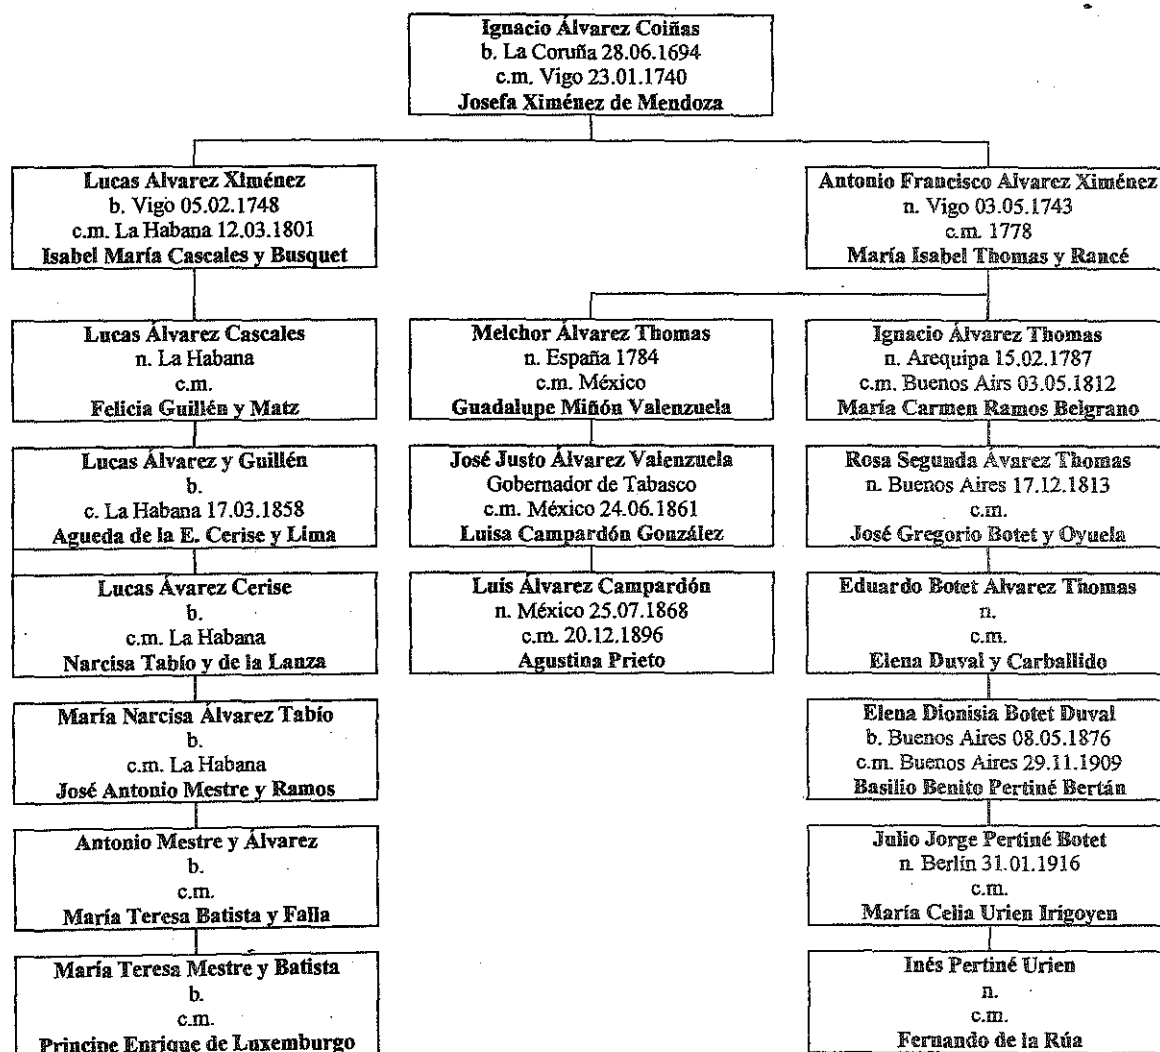 Ignacio Álvarez Coiñas
b. La Coruña 28.06.1694
c.m. Vigo 23.01.1740
Josefa Ximénez de Mendoza
Lucas Alvarez Ximénez
b. Vigo 05.02.1748
c.m. La Habana 12.03.1801
Isabel María Cascales y Busquet
Antonio Francisco Alvarez Ximénez
n. Vigo 03.05.1743
c.m. 1778
María Isabel Thomas y Rancé
Lucas Álvarez Cascales
n. La Habana
c.m.
Felicia Guillén y Matz
Melchor Álvarez Thomas
n. España 1784
c.m. México
Guadalupe Miñón Valenzuela
Ignacio Álvarez Thomas
n. Arequipa 15.02.1787
c.m. Buenos Airs 03.05.1812
María Carmen Ramos Belgrano
Lucas Álvarez y Guillén
b.
c. La Habana 17.03.1858
Agueda de la E. Cerise y Lima
José Justo Álvarez Valenzuela
Gobernador de Tabasco
c.m. México 24.06.1861
Luisa Campardón González
Rosa Segunda Ávarez Thomas
n. Buenos Aires 17.12.1813
c.m.
José Gregorio Botet y Oyuela
Lucas Ávarez Cerise
b.
c.m. La Habana
Narcisa Tabío y de la Lanza
Luis Álvarez Campardón
n. México 25.07.1868
c.m. 20.12.1896
Agustina Prieto
Eduardo Botet Alvarez Thomas
n.
c.m.
Elena Duval y Carballido
María Narcisa Álvarez Tabío
b.
c.m. La Habana
José Antonio Mestre y Ramos
Elena Dionisia Botet Duval
b. Buenos Aires 08.05.1876
c.m. Buenos Aires 29.11.1909
Basilio Benito Pertiné Bertán
Antonio Mestre y Álvarez
b.
c.m.
María Teresa Batista y Falla
Julio Jorge Pertiné Botet
n. Berlín 31.01.1916
c.m.
María Celia Urien Irigoyen
María Teresa Mestre y Batista
b.
c.m.
Principe Enrique de Luxemburgo
Inés Pertiné Urien
n.
c.m.
Fernando de la Rúa